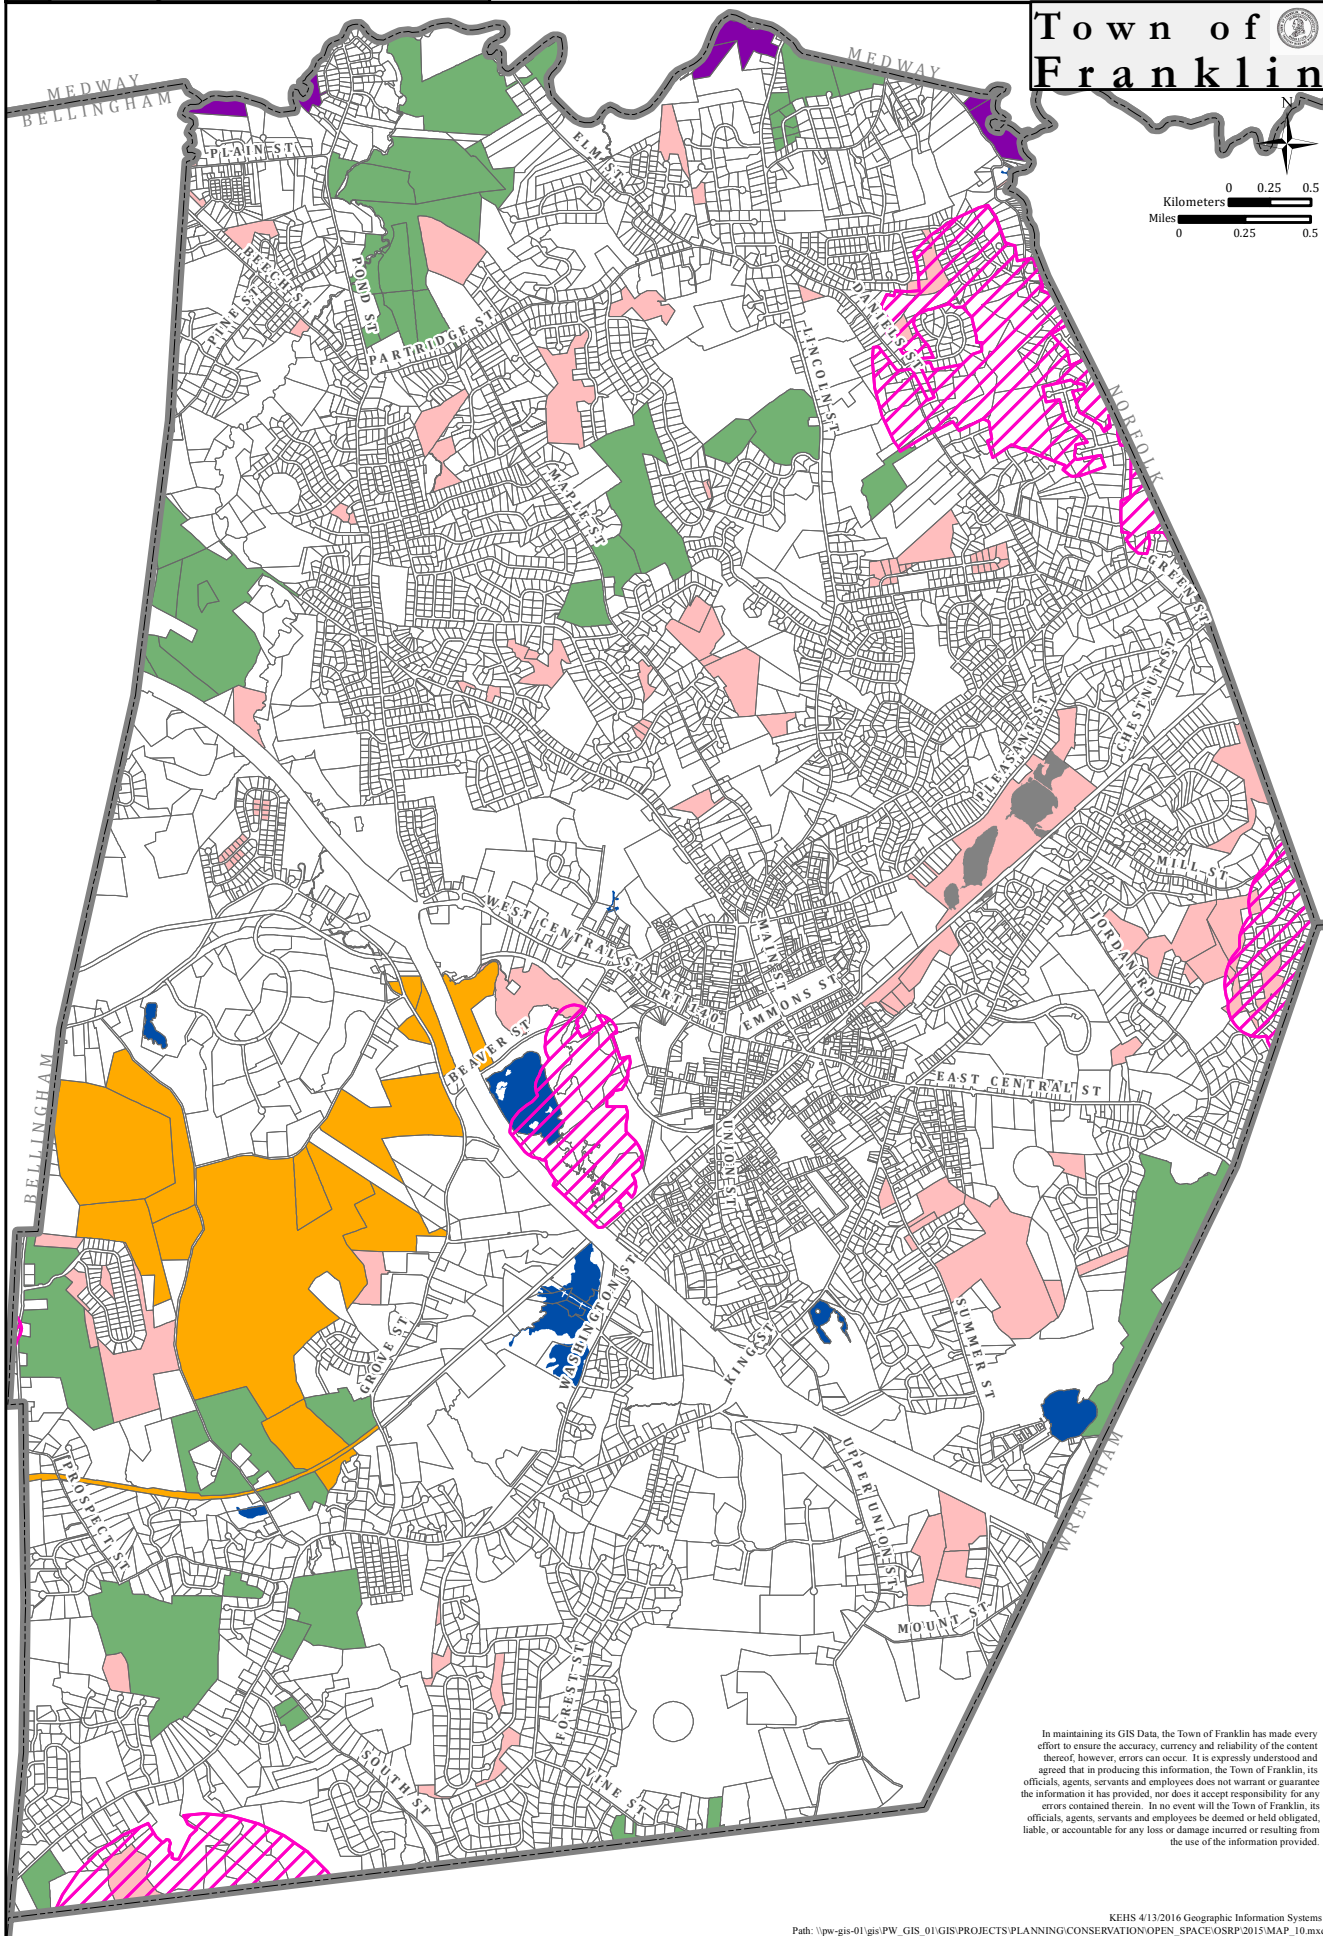 Town of
Franklin
MEDWAY
BELLINGHAM
MEDWAY
N
0 0.25 0.5
Kilometers
Miles
0 0.25 0.5
PLAIN ST
ELM ST
BEECH ST
PINE ST
POND ST
PARTRIDGE ST
DANIELS ST
LINCOLN ST
NORFOLK
MAPLE ST
GREEN ST
CHESTNUT ST
PLEASANT ST
MILL ST
JORDAN RD
WEST CENTRAL ST
MAIN ST
RT 140
EMMONS ST
BEAVER ST
EAST CENTRAL ST
BELLINGHAM
UNION ST
WASHINGTON ST
GROVE ST
KING ST
SUMMER ST
PROSPECT ST
UPPER UNION ST
WRENTHAM
MOUNT ST
FOREST ST
SOUTH ST
VINE ST
In maintaining its GIS Data, the Town of Franklin has made every
effort to ensure the accuracy, currency and reliability of the content
thereof, however, errors can occur. It is expressly understood and
agreed that in producing this information, the Town of Franklin, its
officials, agents, servants and employees does not warrant or guarantee
the information it has provided, nor does it accept responsibility for any
errors contained therein. In no event will the Town of Franklin, its
officials, agents, servants and employees be deemed or held obligated,
liable, or accountable for any loss or damage incurred or resulting from
the use of the information provided.
KEHS 4/13/2016 Geographic Information Systems
Path: \\pw-gis-01\gis\PW_GIS_01\GIS\PROJECTS\PLANNING\CONSERVATION\OPEN_SPACE\OSRP\2015\MAP_10.mxd